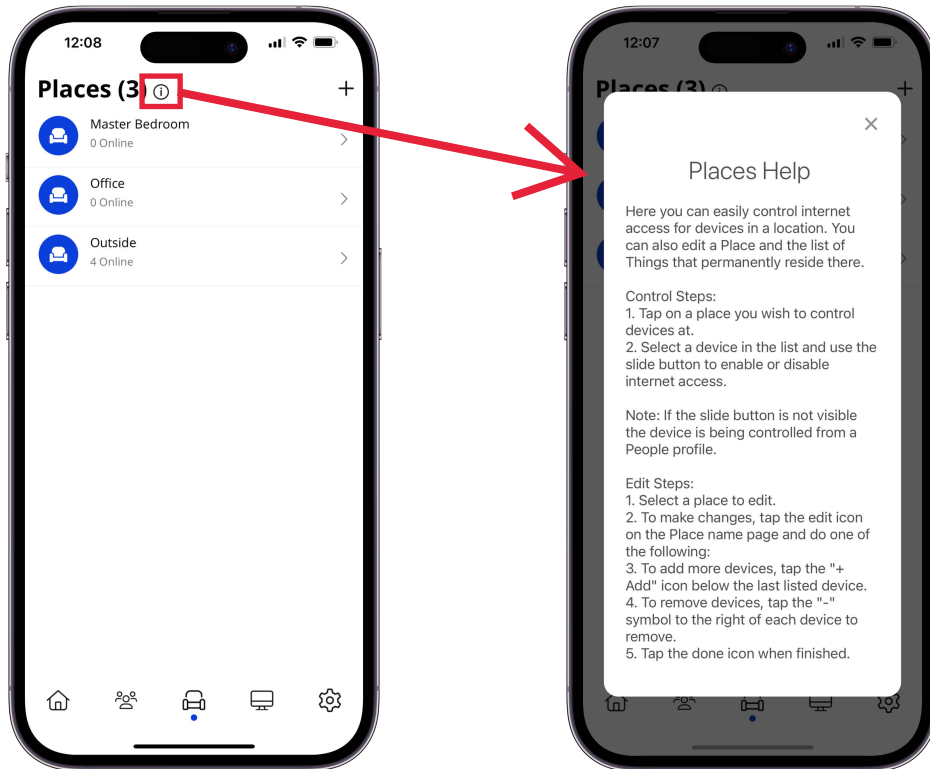 12:08
Places (3)
+
Master Bedroom
0 Online
Office
0 Online
Outside
4 Online
12:07
Places (3)
+
Places Help
Here you can easily control internet
access for devices in a location. You
can also edit a Place and the list of
Things that permanently reside there.
Control Steps:
1. Tap on a place you wish to control
devices at.
2. Select a device in the list and use the
slide button to enable or disable
internet access.
Note: If the slide button is not visible
the device is being controlled from a
People profile.
Edit Steps:
1. Select a place to edit.
2. To make changes, tap the edit icon
on the Place name page and do one of
the following:
3. To add more devices, tap the "+
Add" icon below the last listed device.
4. To remove devices, tap the "-"
symbol to the right of each device to
remove.
5. Tap the done icon when finished.